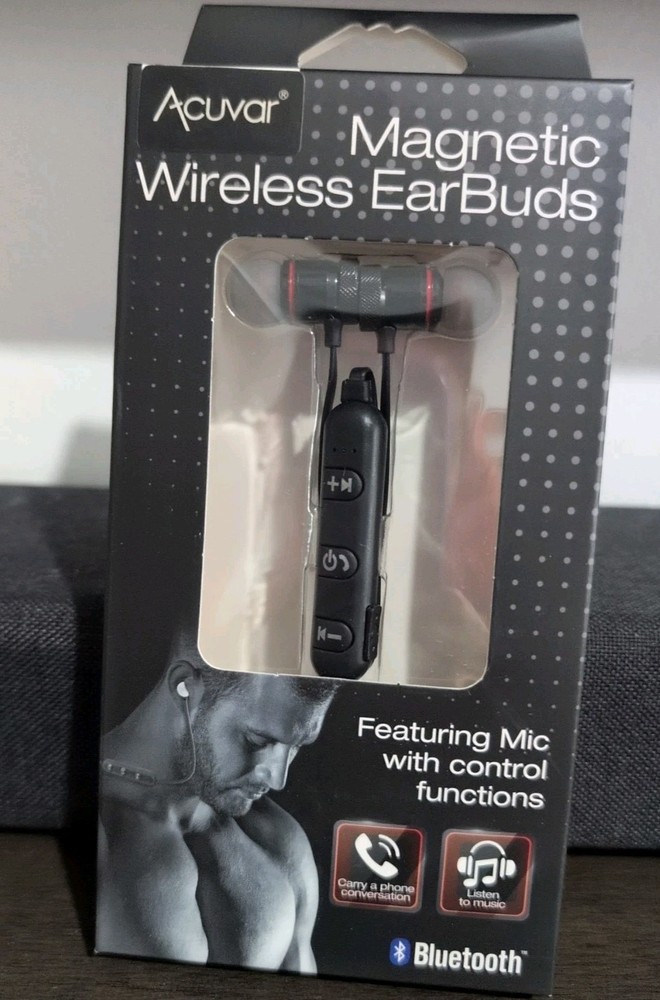 Acuvar®
Magnetic
Wireless EarBuds
Featuring Mic
with control
functions
Carry a phone
conversation
Listen
to music
Bluetooth™